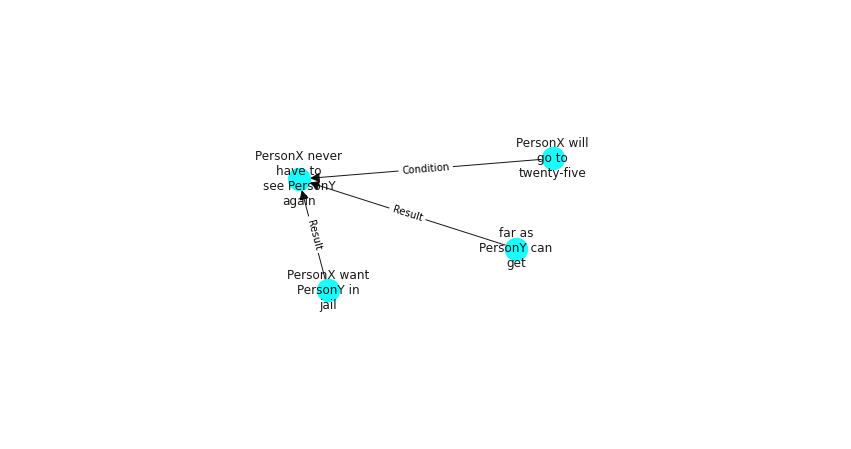 PersonX will
go to
twenty-five
PersonX never
have to
see PersonY
again
Condition
Result
far as
PersonY can
get
Result
PersonX want
PersonY in
jail